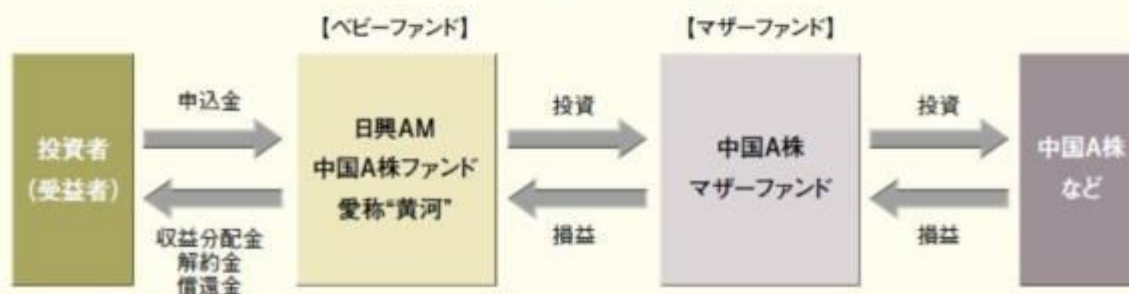 【ベビーファンド】
【マザーファンド】
投資者
(受益者)
申込金
収益分配金
解約金
償還金
日興AM
中国A株ファンド
愛称“黄河”
投資
損益
中国A株
マザーファンド
投資
損益
中国A株
など